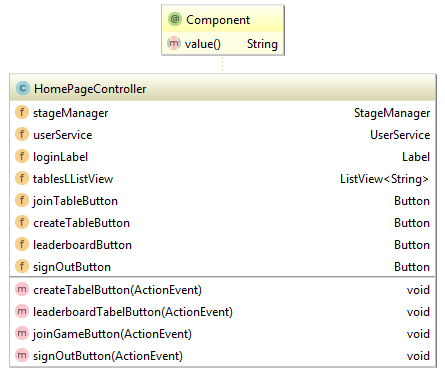 @ Component
m value() String
C HomePageController
f stageManager StageManager
f userService UserService
f loginLabel Label
f tablesLListView ListView<String>
f joinTableButton Button
f createTableButton Button
f leaderboardButton Button
f signOutButton Button
m createTabelButton(ActionEvent) void
m leaderboardTabelButton(ActionEvent) void
m joinGameButton(ActionEvent) void
m signOutButton(ActionEvent) void